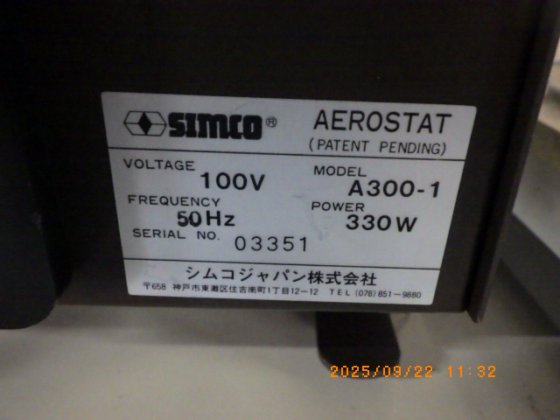 SIMCO® AEROSTAT
(PATENT PENDING)
VOLTAGE 100V MODEL A300-1
FREQUENCY 50Hz POWER 330W
SERIAL NO. 03351
シムコジャパン株式会社
〒658 神戸市東灘区住吉南町1丁目12-12 TEL (078) 851-9880
2025/09/22 11:32